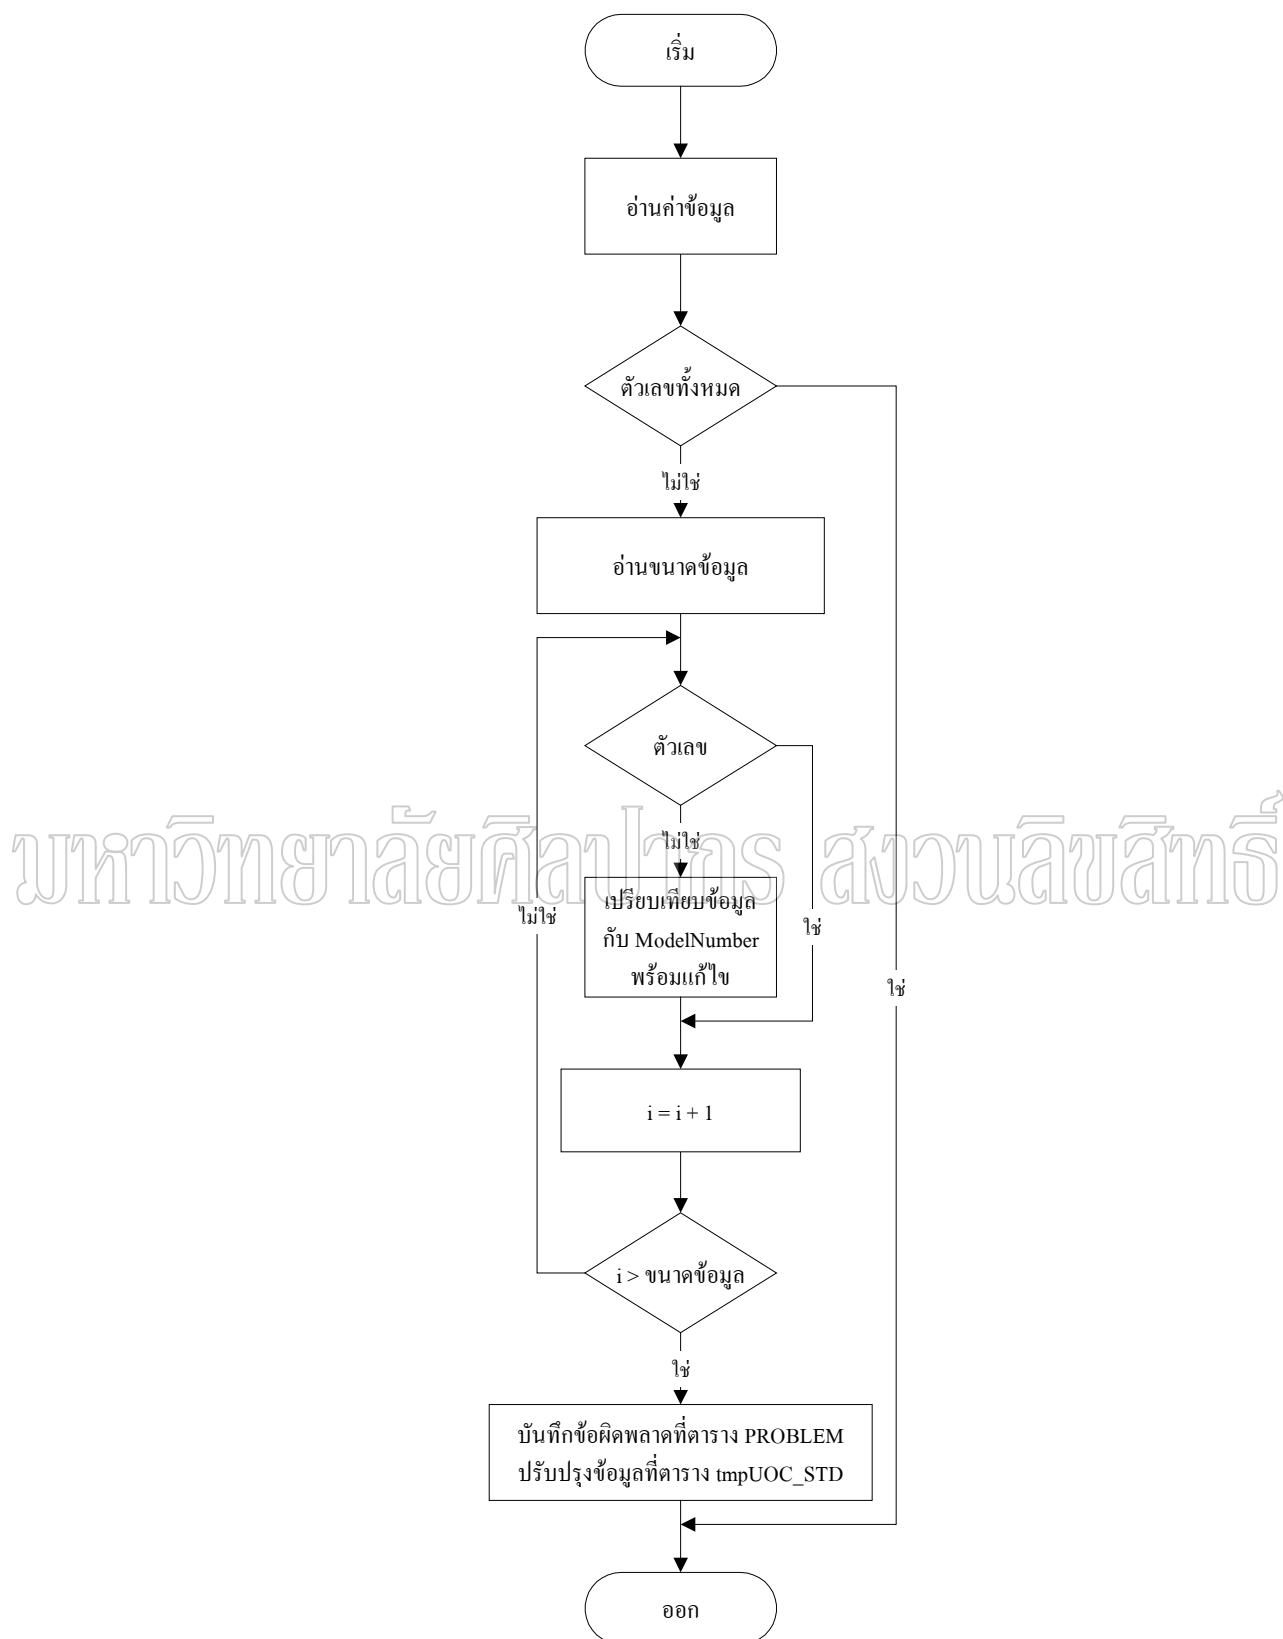 เริ่ม
อ่านค่าข้อมูล
ตัวเลขทั้งหมด
ไม่ใช่
อ่านขนาดข้อมูล
ตัวเลข
ไม่ใช่
มหาวิทยาลัยศิลปากร สงวนลิขสิทธิ์
เปรียบเทียบข้อมูล
กับ ModelNumber
พร้อมแก้ไข
ไม่ใช่
ใช่
ใช่
i = i + 1
i > ขนาดข้อมูล
ใช่
บันทึกข้อผิดพลาดที่ตาราง PROBLEM
ปรับปรุงข้อมูลที่ตาราง tmpUOC_STD
ออก